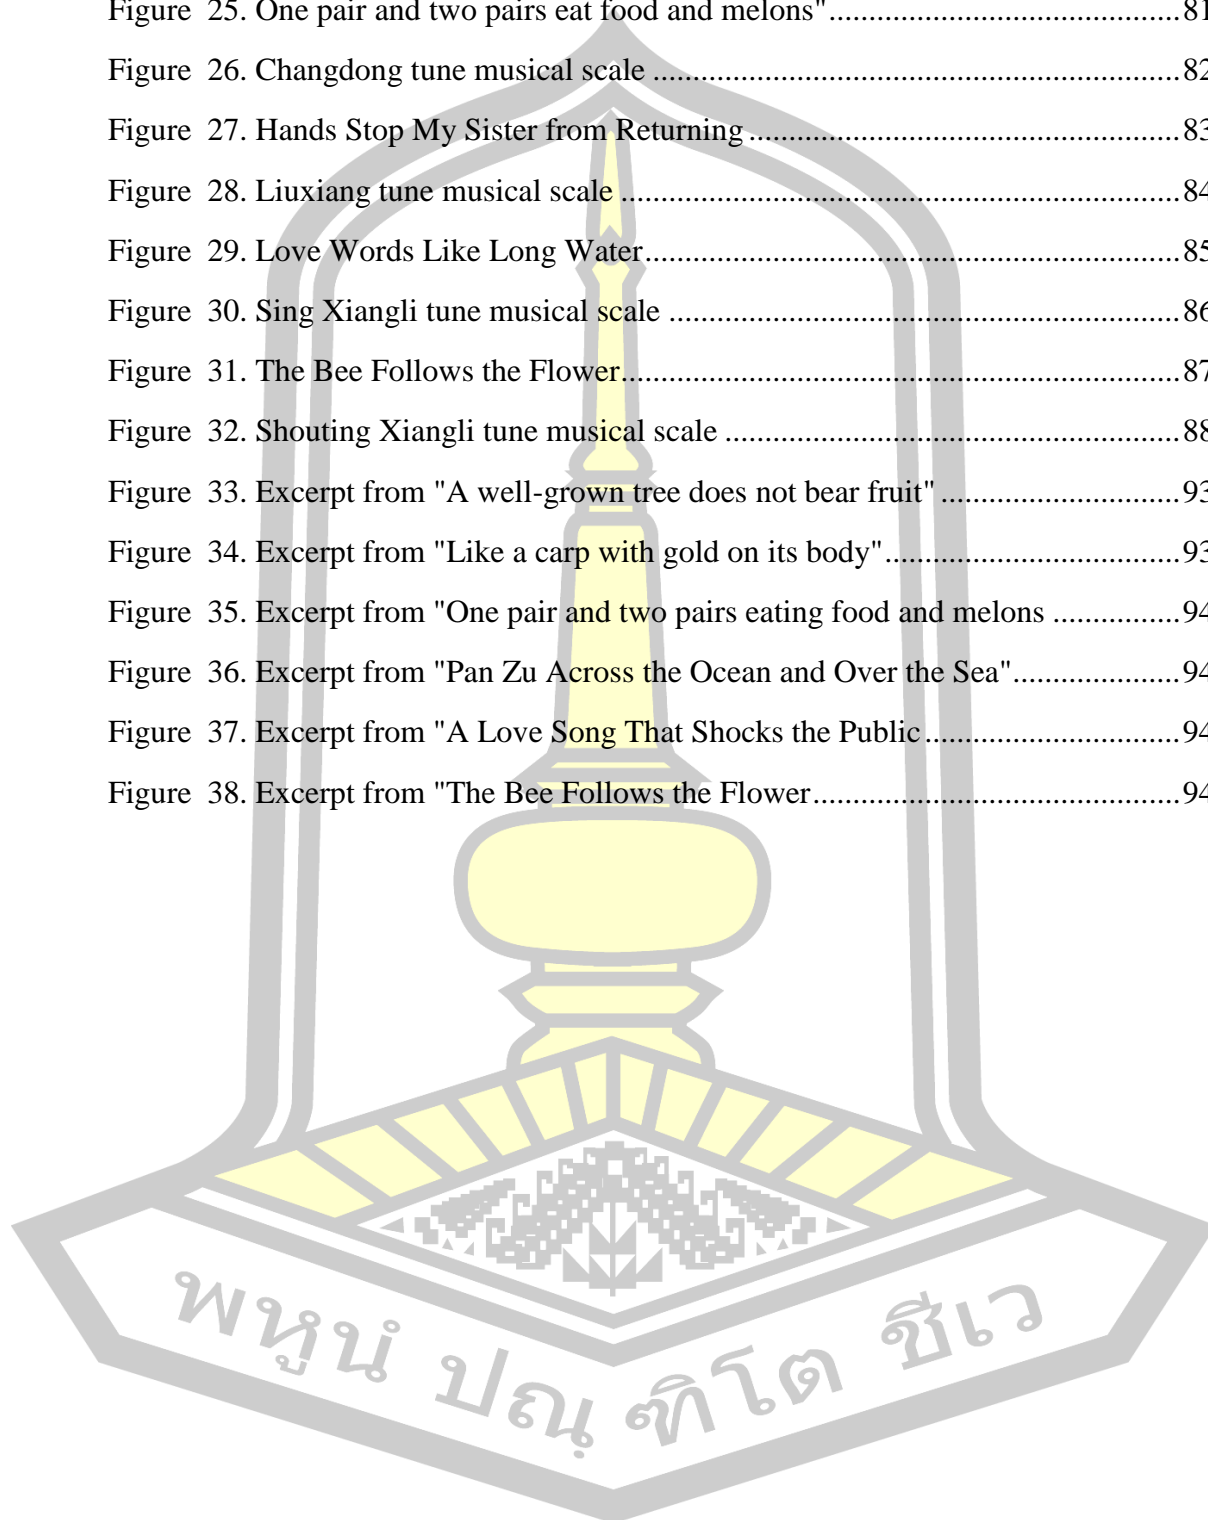 Figure 25. One pair and two pairs eat food and melons"..................................................81
Figure 26. Changdong tune musical scale ..........................................................................82
Figure 27. Hands Stop My Sister from Returning ............................................................83
Figure 28. Liuxiang tune musical scale ..............................................................................84
Figure 29. Love Words Like Long Water...........................................................................85
Figure 30. Sing Xiangli tune musical scale ........................................................................86
Figure 31. The Bee Follows the Flower..............................................................................87
Figure 32. Shouting Xiangli tune musical scale ................................................................88
Figure 33. Excerpt from "A well-grown tree does not bear fruit" .................................93
Figure 34. Excerpt from "Like a carp with gold on its body".........................................93
Figure 35. Excerpt from "One pair and two pairs eating food and melons ..................94
Figure 36. Excerpt from "Pan Zu Across the Ocean and Over the Sea"........................94
Figure 37. Excerpt from "A Love Song That Shocks the Public ....................................94
Figure 38. Excerpt from "The Bee Follows the Flower...................................................94
พหูนํ ปณฺฑิโต ชีเว